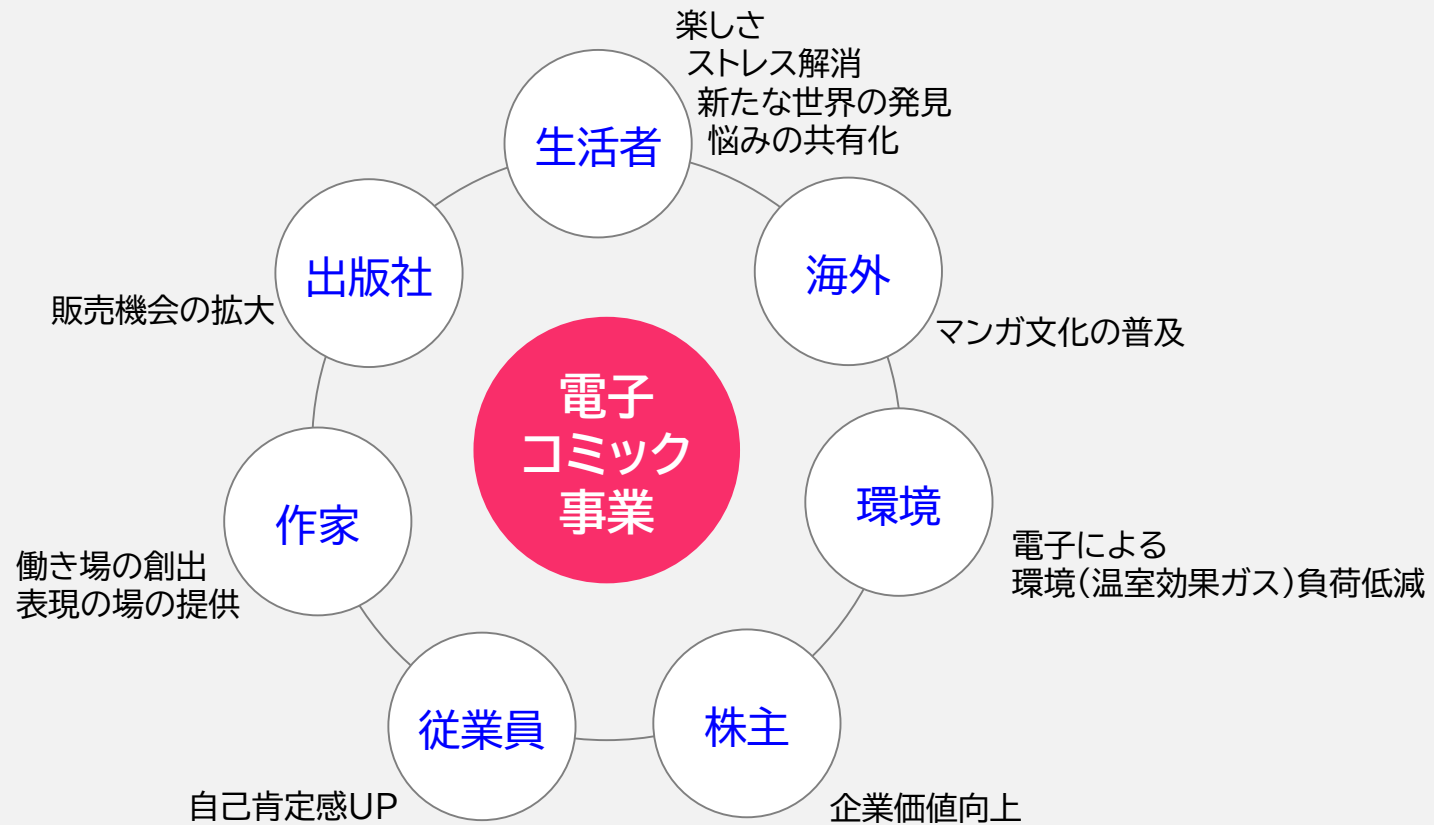 楽しさ
ストレス解消
新たな世界の発見
悩みの共有化
生活者
出版社
海外
販売機会の拡大
マンガ文化の普及
電子
コミック
事業
作家
環境
働き場の創出
表現の場の提供
電子による
環境(温室効果ガス)負荷低減
従業員
株主
自己肯定感UP
企業価値向上